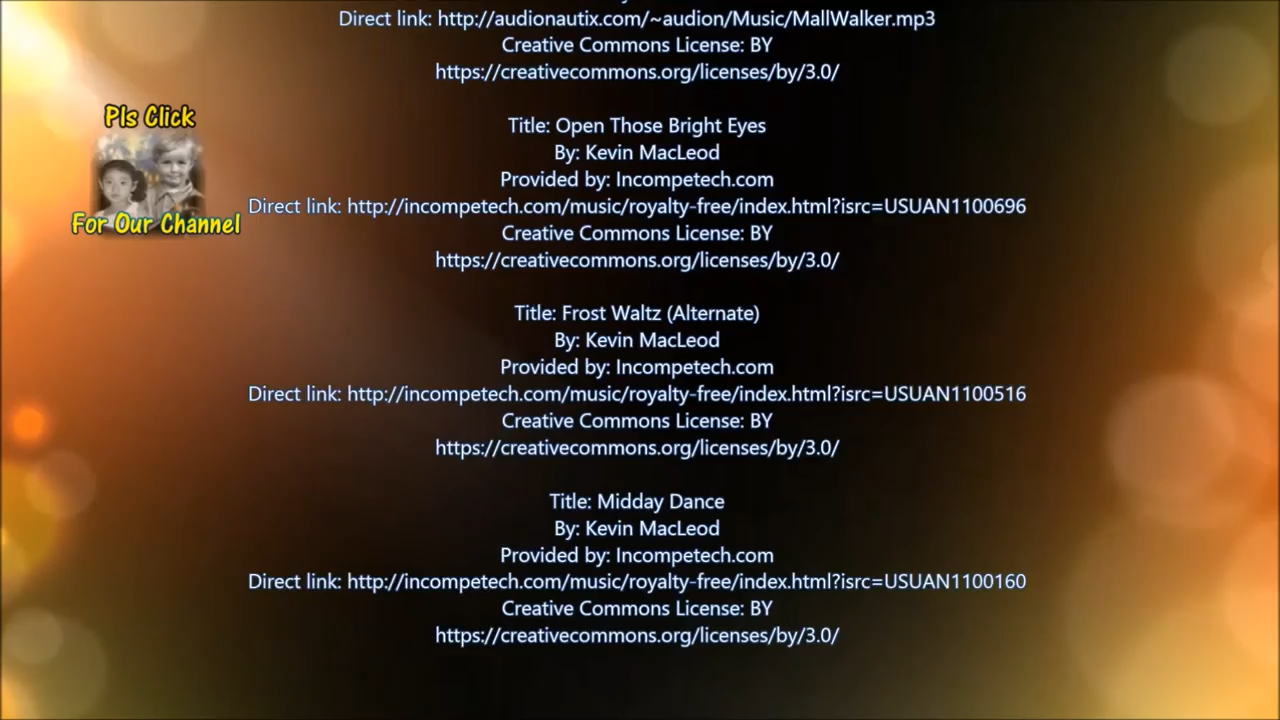 Direct link: http://audionautix.com/~audion/Music/MallWalker.mp3
Creative Commons License: BY
https://creativecommons.org/licenses/by/3.0/
Pls Click
For Our Channel
Title: Open Those Bright Eyes
By: Kevin MacLeod
Provided by: Incompetech.com
Direct link: http://incompetech.com/music/royalty-free/index.html?isrc=USUAN1100696
Creative Commons License: BY
https://creativecommons.org/licenses/by/3.0/
Title: Frost Waltz (Alternate)
By: Kevin MacLeod
Provided by: Incompetech.com
Direct link: http://incompetech.com/music/royalty-free/index.html?isrc=USUAN1100516
Creative Commons License: BY
https://creativecommons.org/licenses/by/3.0/
Title: Midday Dance
By: Kevin MacLeod
Provided by: Incompetech.com
Direct link: http://incompetech.com/music/royalty-free/index.html?isrc=USUAN1100160
Creative Commons License: BY
https://creativecommons.org/licenses/by/3.0/